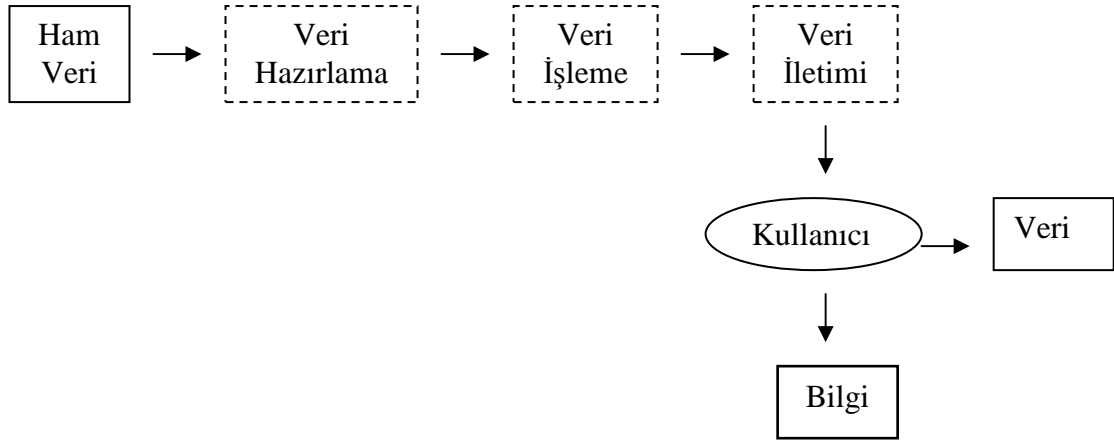 Ham
Veri
Veri
Hazırlama
Veri
İşleme
Veri
İletimi
Kullanıcı
Veri
Bilgi